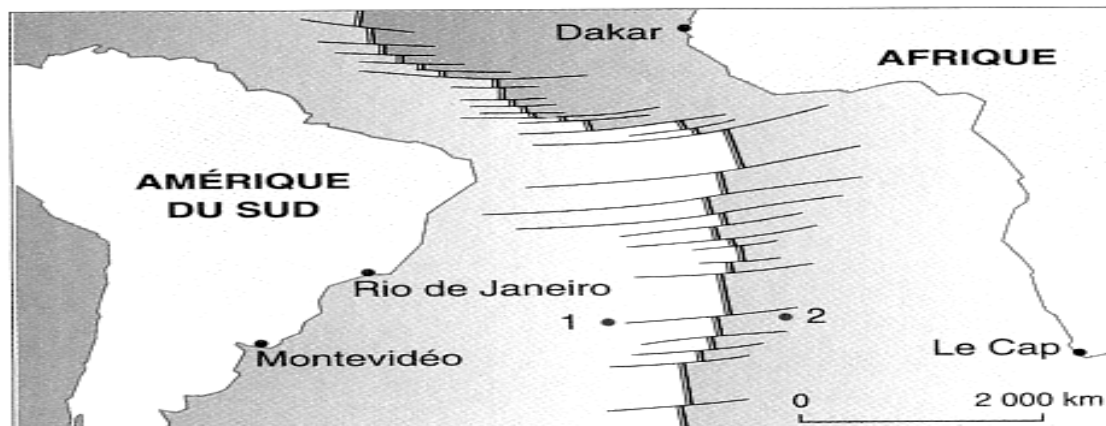 Dakar
AFRIQUE
AMÉRIQUE
DU SUD
Rio de Janeiro
1
2
Montevidéo
Le Cap
0 2 000 km